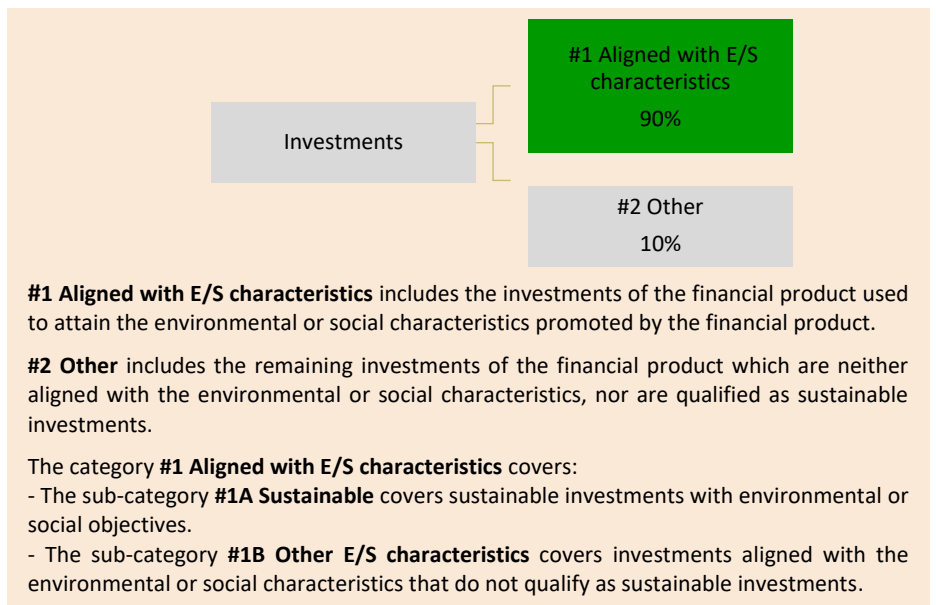 #1 Aligned with E/S
characteristics
90%
Investments
#2 Other
10%
#1 Aligned with E/S characteristics includes the investments of the financial product used
to attain the environmental or social characteristics promoted by the financial product.
#2 Other includes the remaining investments of the financial product which are neither
aligned with the environmental or social characteristics, nor are qualified as sustainable
investments.
The category #1 Aligned with E/S characteristics covers:
- The sub-category #1A Sustainable covers sustainable investments with environmental or
social objectives.
- The sub-category #1B Other E/S characteristics covers investments aligned with the
environmental or social characteristics that do not qualify as sustainable investments.